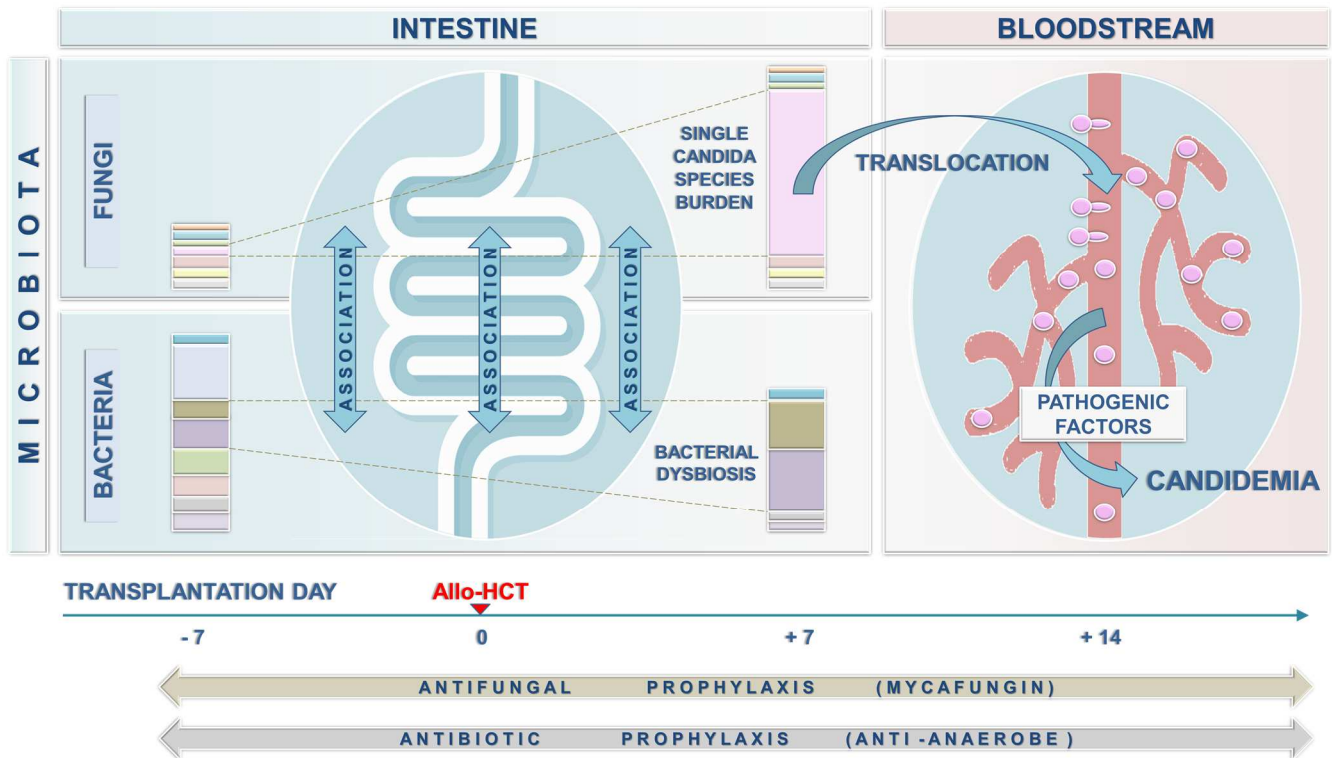 INTESTINE
BLOODSTREAM
MICROBIOTA
FUNGI
SINGLE
CANDIDA
SPECIES
BURDEN
TRANSLOCATION
ASSOCIATION
ASSOCIATION
ASSOCIATION
BACTERIA
BACTERIAL
DYSBIOSIS
PATHOGENIC
FACTORS
CANDIDEMIA
TRANSPLANTATION DAY
Allo-HCT
- 7
0
+ 7
+ 14
ANTIFUNGAL PROPHYLAXIS (MYCAFUNGIN)
ANTIBIOTIC PROPHYLAXIS (ANTI-ANAEROBE)